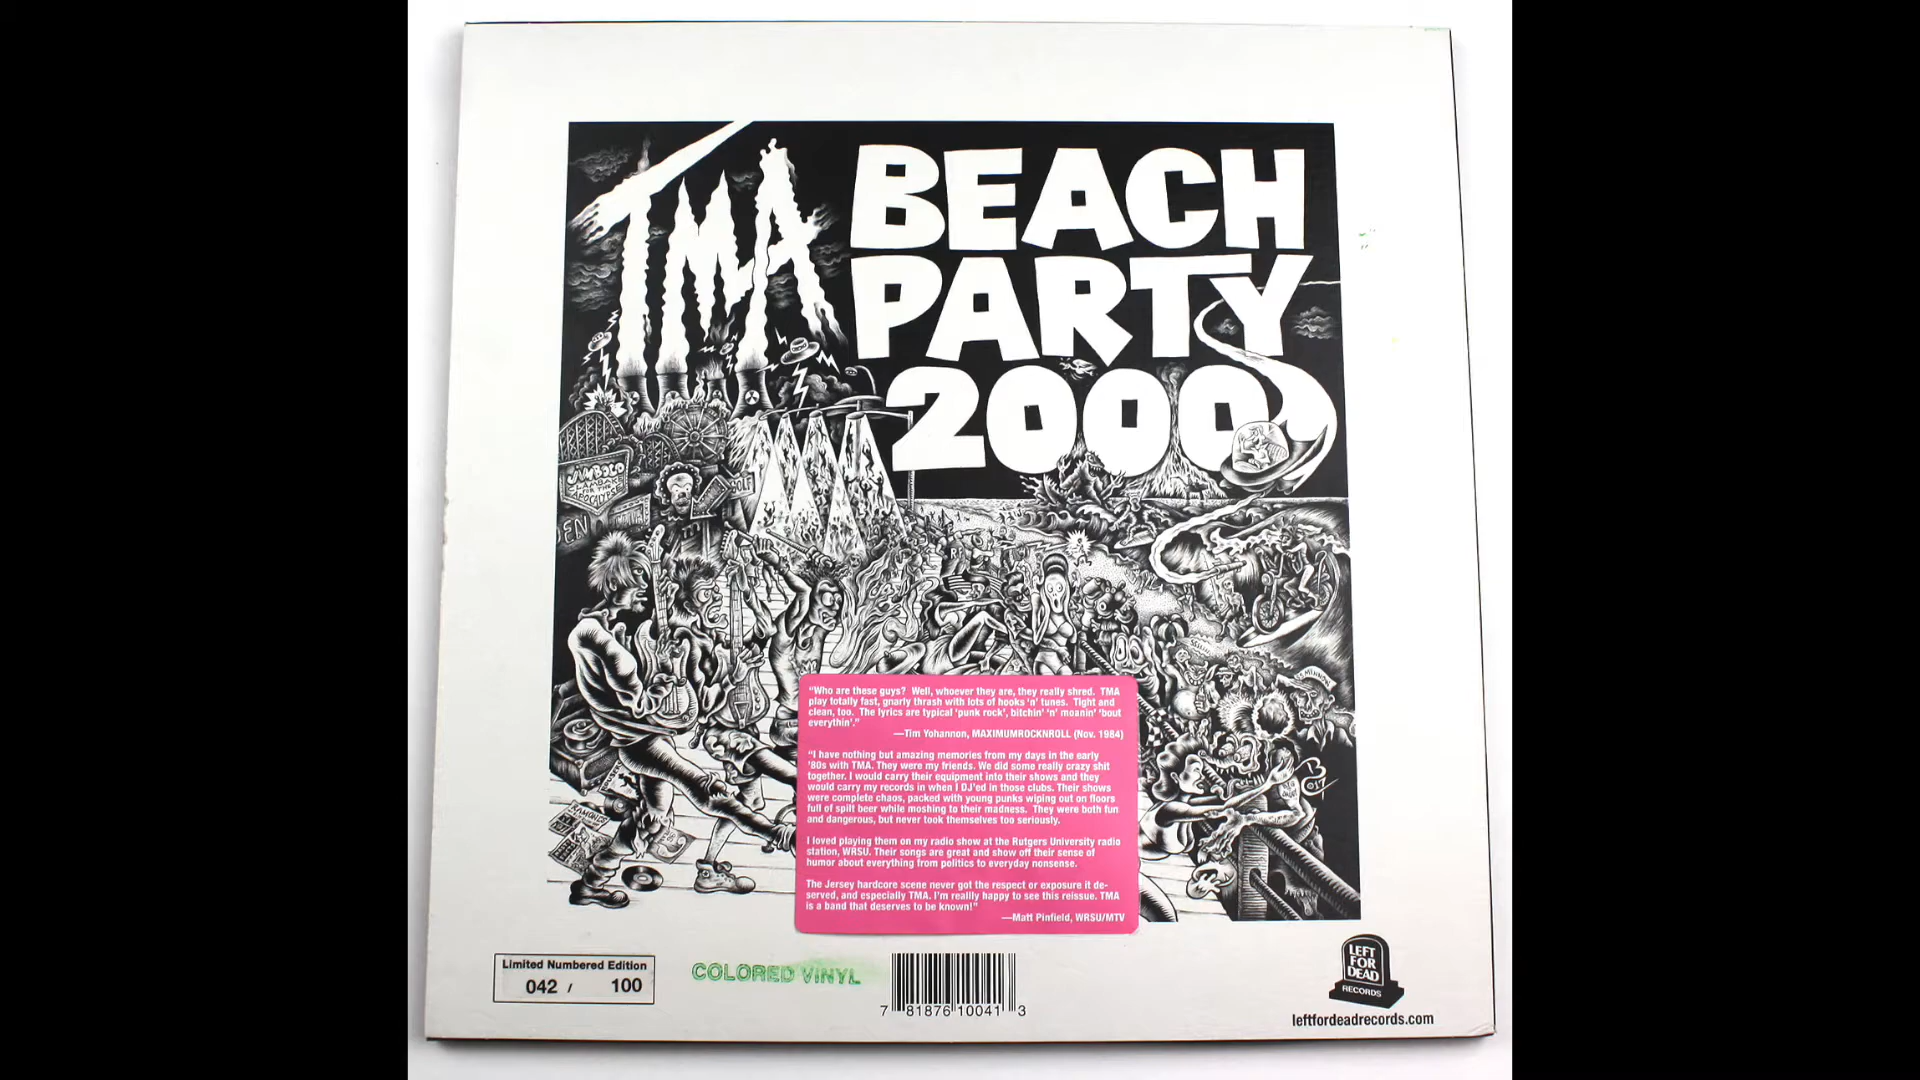 TMA
BEACH
PARTY
2000
JUMBOLO
APOCALYPSE
GOLF
RAMONES
"Who are these guys? Well, whoever they are, they really shred. TMA
play totally fast, gnarly thrash with lots of hooks 'n' tunes. Tight and
clean, too. The lyrics are typical 'punk rock', bitchin' 'n' moanin' 'bout
everythin'."
—Tim Yohannon, MAXIMUMROCKNROLL (Nov. 1984)
"I have nothing but amazing memories from my days in the early
'80s with TMA. They were my friends. We did some really crazy shit
together. I would carry their equipment into their shows and they
would carry my records in when I DJ'ed in those clubs. Their shows
were complete chaos, packed with young punks wiping out on floors
full of spilt beer while moshing to their madness. They were both fun
and dangerous, but never took themselves too seriously.
I loved playing them on my radio show at the Rutgers University radio
station, WRSU. Their songs are great and show off their sense of
humor about everything from politics to everyday nonsense.
The Jersey hardcore scene never got the respect or exposure it de-
served, and especially TMA. I'm really happy to see this reissue. TMA
is a band that deserves to be known!"
—Matt Pinfield, WRSU/MTV
Limited Numbered Edition
042 / 100
COLORED VINYL
7 81876 10041 3
LEFT
FOR
DEAD
RECORDS
leftfordeadrecords.com